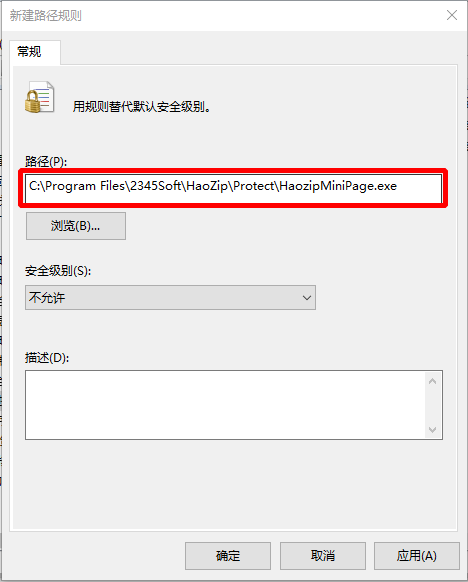 新建路径规则
常规
用规则替代默认安全级别。
路径(P):
C:\Program Files\2345Soft\HaoZip\Protect\HaozipMiniPage.exe
浏览(B)...
安全级别(S):
不允许
描述(D):
确定
取消
应用(A)